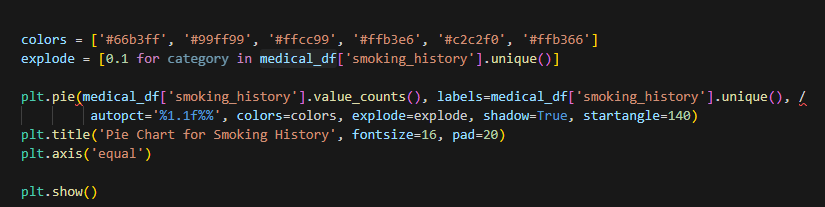 colors = ['#66b3ff', '#99ff99', '#ffcc99', '#ffb3e6', '#c2c2f0', '#ffb366']
explode = [0.1 for category in medical_df['smoking_history'].unique()]
plt.pie(medical_df['smoking_history'].value_counts(), labels=medical_df['smoking_history'].unique(), /
autopct='%1.1f%%', colors=colors, explode=explode, shadow=True, startangle=140)
plt.title('Pie Chart for Smoking History', fontsize=16, pad=20)
plt.axis('equal')
plt.show()